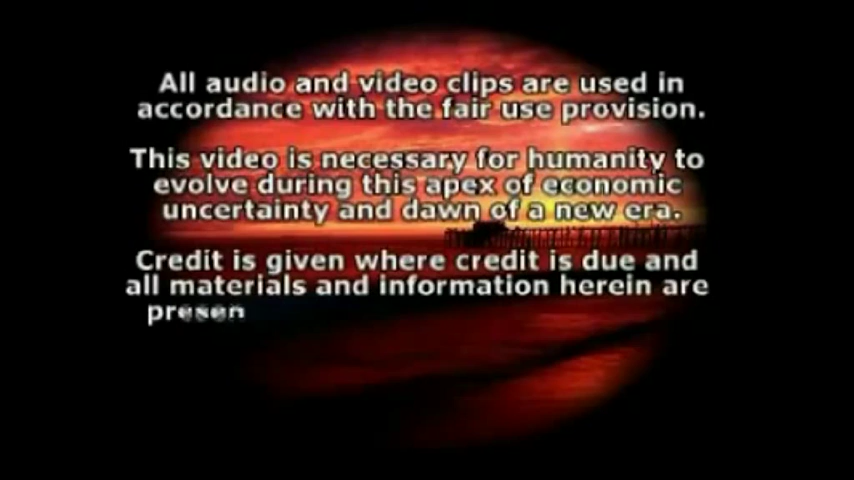 All audio and video clips are used in
accordance with the fair use provision.
This video is necessary for humanity to
evolve during this apex of economic
uncertainty and dawn of a new era.
Credit is given where credit is due and
all materials and information herein are
presen